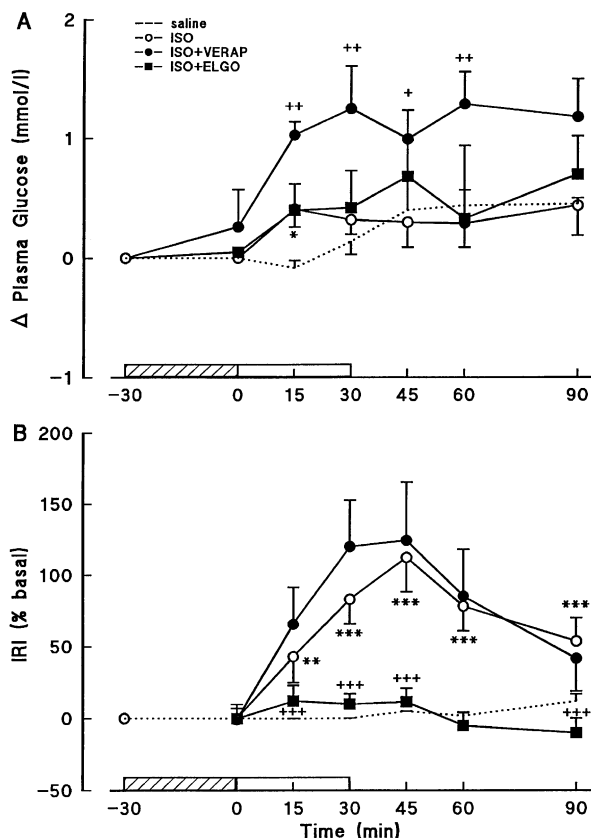 A
saline
ISO
ISO+VERAP
ISO+ELGO
Δ Plasma Glucose (mmol/l)
2
1
0
−1
++
++
+
++
*
−30 0 15 30 45 60 90
B
IRI (% basal)
200
150
100
50
0
−50
**
***
***
***
***
+++
+++
+++
+++
−30 0 15 30 45 60 90
Time (min)